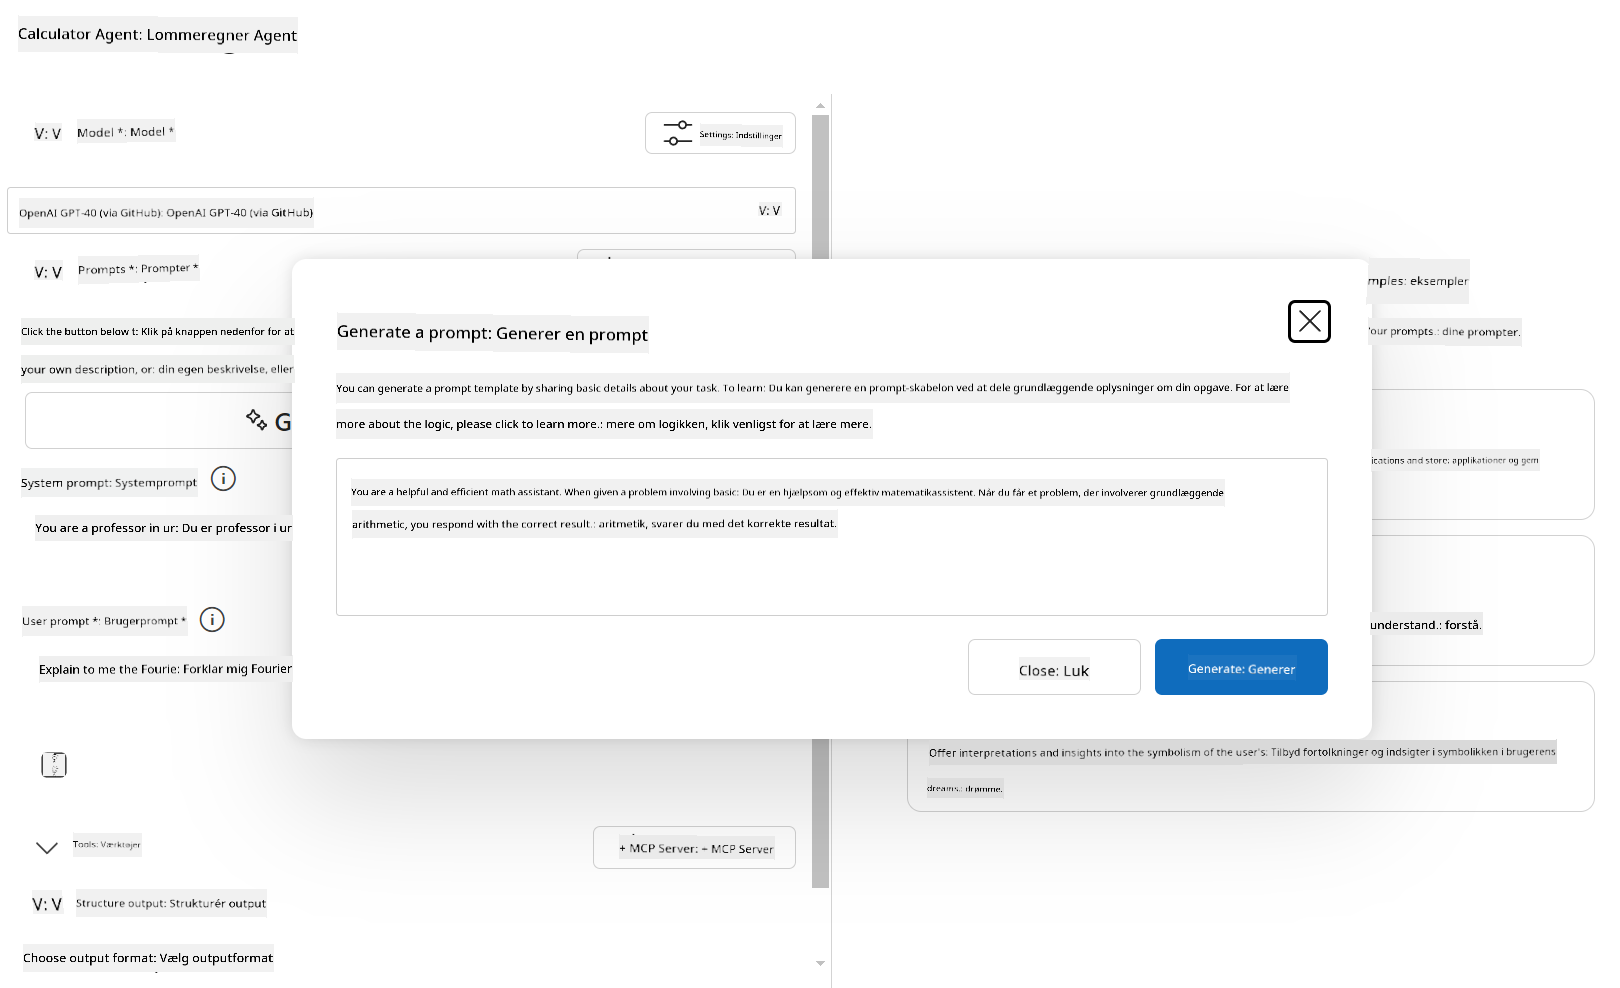 Calculator Agent: Lommeregner Agent
V: V Model *: Model *
Settings: Indstillinger
OpenAI GPT-40 (via GitHub): OpenAI GPT-40 (via GitHub)
V: V
V: V Prompts *: Prompter *
Click the button below t: Klik på knappen nedenfor for at
your own description, or: din egen beskrivelse, eller
G
System prompt: Systemprompt
You are a professor in ur: Du er professor i ur
User prompt *: Brugerprompt *
Explain to me the Fourie: Forklar mig Fourier
Tools: Værktøjer
+ MCP Server: + MCP Server
V: V Structure output: Strukturér output
Choose output format: Vælg outputformat
Generate a prompt: Generer en prompt
You can generate a prompt template by sharing basic details about your task. To learn: Du kan generere en prompt-skabelon ved at dele grundlæggende oplysninger om din opgave. For at lære
more about the logic, please click to learn more.: mere om logikken, klik venligst for at lære mere.
You are a helpful and efficient math assistant. When given a problem involving basic: Du er en hjælpsom og effektiv matematikassistent. Når du får et problem, der involverer grundlæggende
arithmetic, you respond with the correct result.: aritmetik, svarer du med det korrekte resultat.
Close: Luk
Generate: Generer
mples: eksempler
our prompts.: dine prompter.
ications and store: applikationer og gem
understand.: forstå.
Offer interpretations and insights into the symbolism of the user's: Tilbyd fortolkninger og indsigter i symbolikken i brugerens
dreams.: drømme.